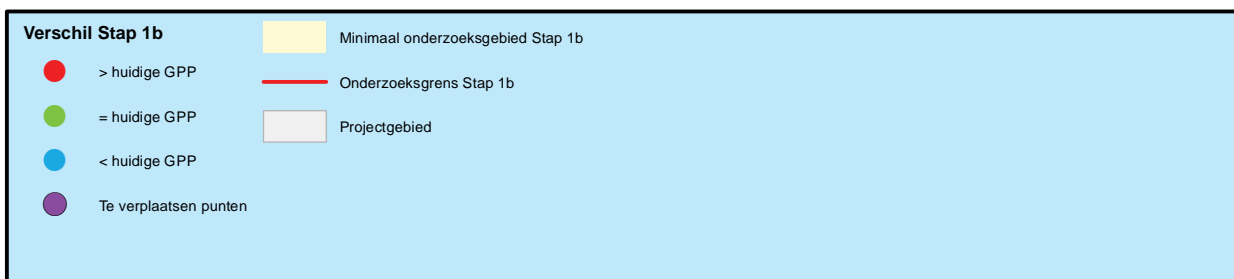 Verschil Stap 1b
> huidige GPP
= huidige GPP
< huidige GPP
Te verplaatsen punten
Minimaal onderzoeksgebied Stap 1b
Onderzoeksgrens Stap 1b
Projectgebied